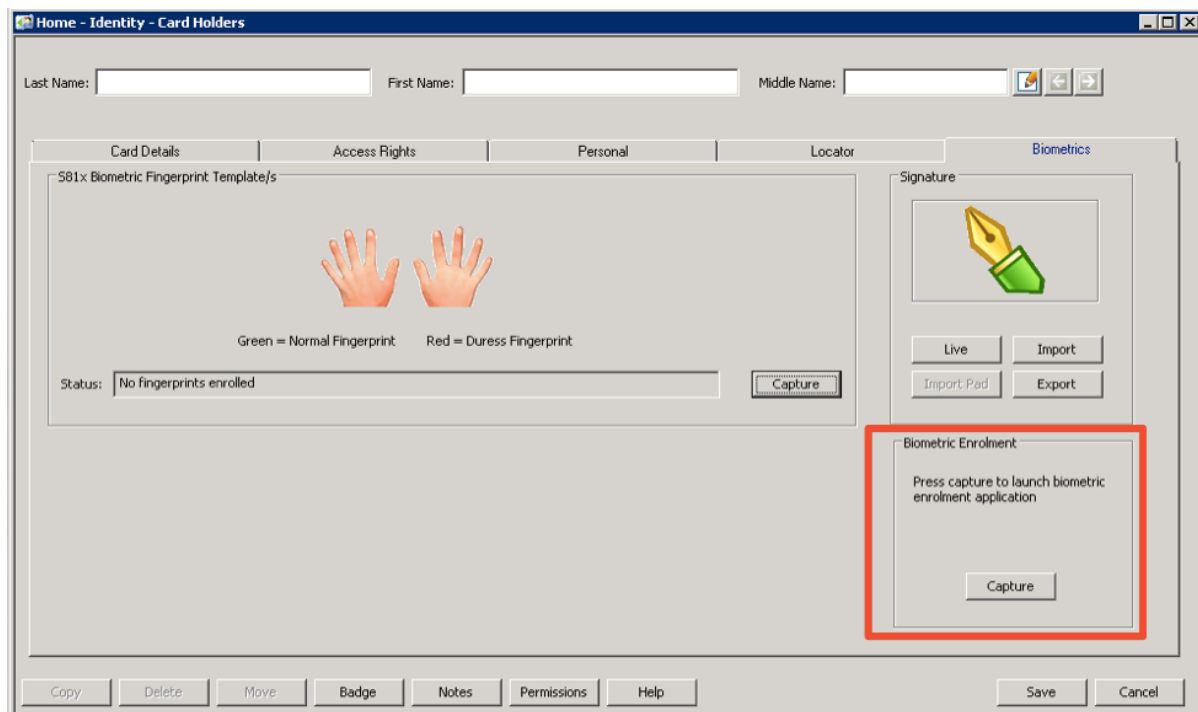 Home - Identity - Card Holders
Last Name: First Name: Middle Name:
Card Details Access Rights Personal Locator Biometrics
S81x Biometric Fingerprint Template/s
Green = Normal Fingerprint Red = Duress Fingerprint
Status: No fingerprints enrolled Capture
Signature
Live Import
Import Pad Export
Biometric Enrolment
Press capture to launch biometric
enrolment application
Capture
Copy Delete Move Badge Notes Permissions Help Save Cancel